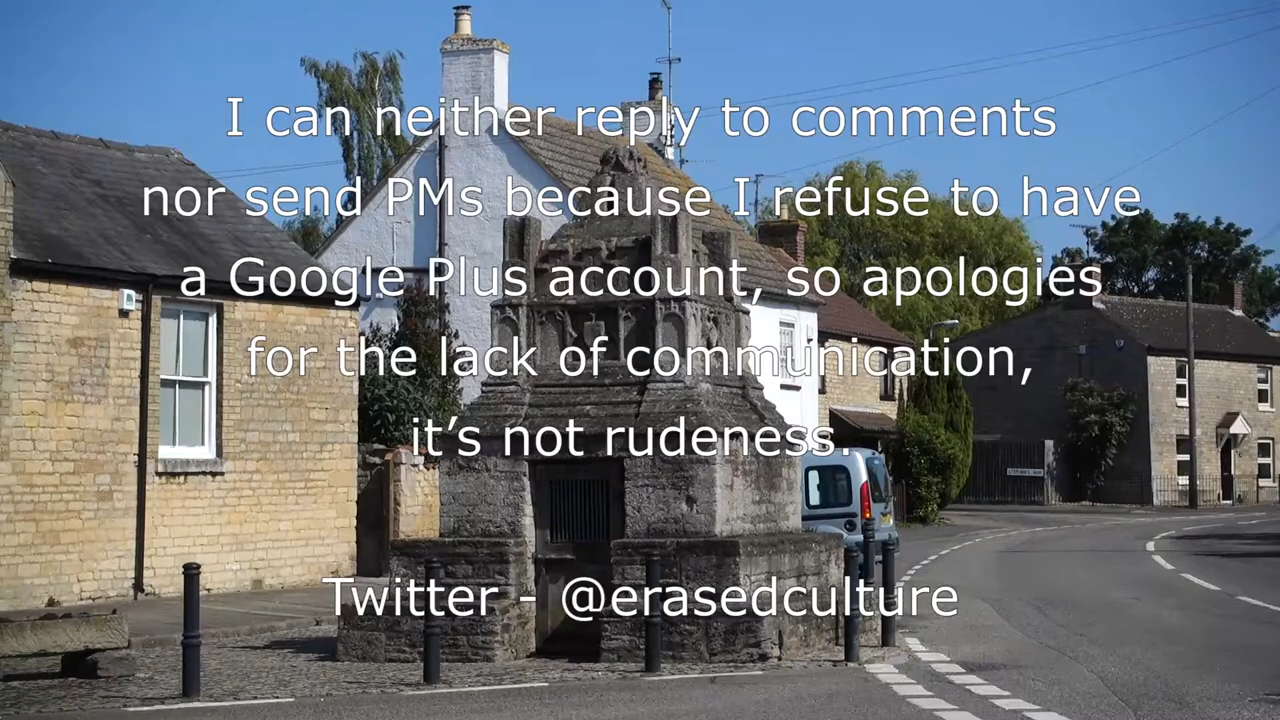 I can neither reply to comments
nor send PMs because I refuse to have
a Google Plus account, so apologies
for the lack of communication,
it’s not rudeness.
Twitter - @erasedculture